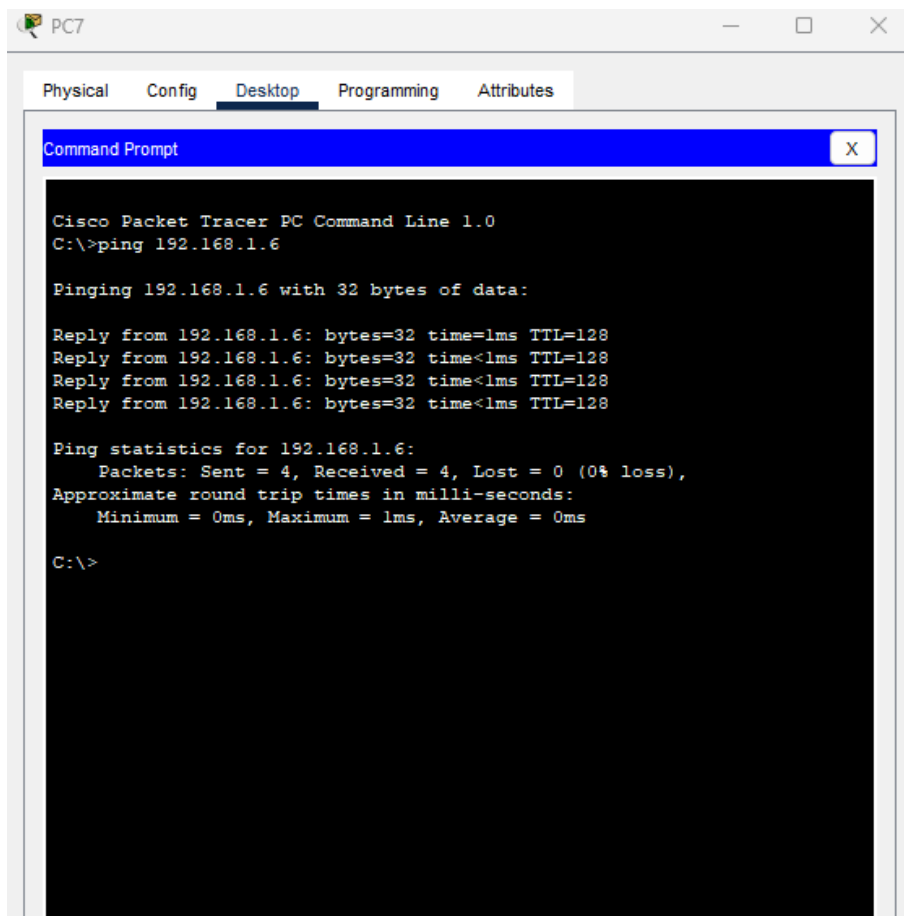 PC7
Physical Config Desktop Programming Attributes
Command Prompt
X
Cisco Packet Tracer PC Command Line 1.0
C:\>ping 192.168.1.6
Pinging 192.168.1.6 with 32 bytes of data:
Reply from 192.168.1.6: bytes=32 time=1ms TTL=128
Reply from 192.168.1.6: bytes=32 time<1ms TTL=128
Reply from 192.168.1.6: bytes=32 time<1ms TTL=128
Reply from 192.168.1.6: bytes=32 time<1ms TTL=128
Ping statistics for 192.168.1.6:
Packets: Sent = 4, Received = 4, Lost = 0 (0% loss),
Approximate round trip times in milli-seconds:
Minimum = 0ms, Maximum = 1ms, Average = 0ms
C:\>